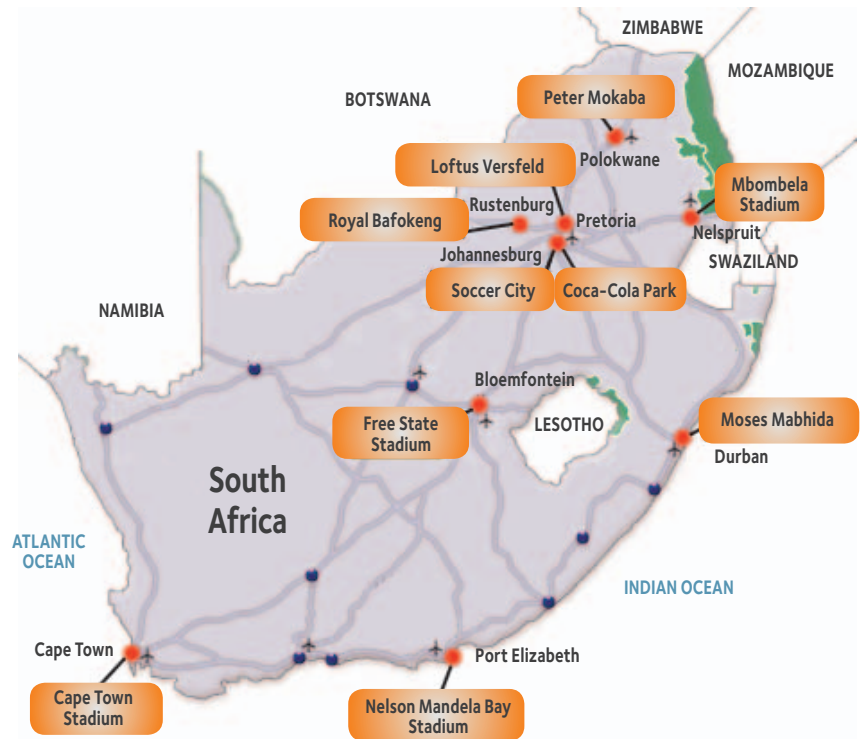 ZIMBABWE
MOZAMBIQUE
BOTSWANA
Peter Mokaba
Polokwane
Loftus Versfeld
Mbombela
Stadium
Rustenburg
Royal Bafokeng
Pretoria
Nelspruit
Johannesburg
SWAZILAND
Soccer City
Coca-Cola Park
NAMIBIA
Bloemfontein
Free State
Stadium
LESOTHO
Moses Mabhida
Durban
South
Africa
ATLANTIC
OCEAN
INDIAN OCEAN
Cape Town
Port Elizabeth
Cape Town
Stadium
Nelson Mandela Bay
Stadium